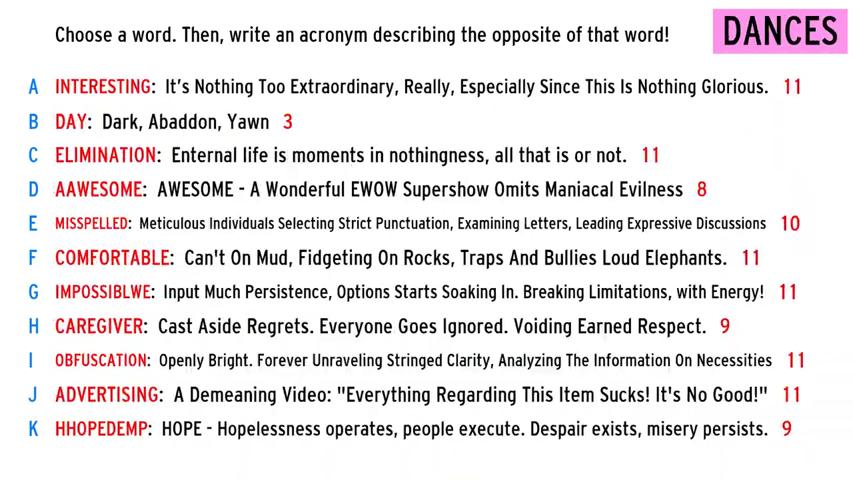 Choose a word. Then, write an acronym describing the opposite of that word!
DANCES
A INTERESTING: It's Nothing Too Extraordinary, Really, Especially Since This Is Nothing Glorious. 11
B DAY: Dark, Abaddon, Yawn 3
C ELIMINATION: Enternal life is moments in nothingness, all that is or not. 11
D AAWESOME: AWESOME - A Wonderful EWOW Supershow Omits Maniacal Evilness 8
E MISSPELLED: Meticulous Individuals Selecting Strict Punctuation, Examining Letters, Leading Expressive Discussions 10
F COMFORTABLE: Can't On Mud, Fidgeting On Rocks, Traps And Bullies Loud Elephants. 11
G IMPOSSIBLWE: Input Much Persistence, Options Starts Soaking In. Breaking Limitations, with Energy! 11
H CAREGIVER: Cast Aside Regrets. Everyone Goes Ignored. Voiding Earned Respect. 9
I OBFUSCATION: Openly Bright. Forever Unraveling Stringed Clarity, Analyzing The Information On Necessities 11
J ADVERTISING: A Demeaning Video: "Everything Regarding This Item Sucks! It's No Good!" 11
K HHOPEDEMP: HOPE - Hopelessness operates, people execute. Despair exists, misery persists. 9